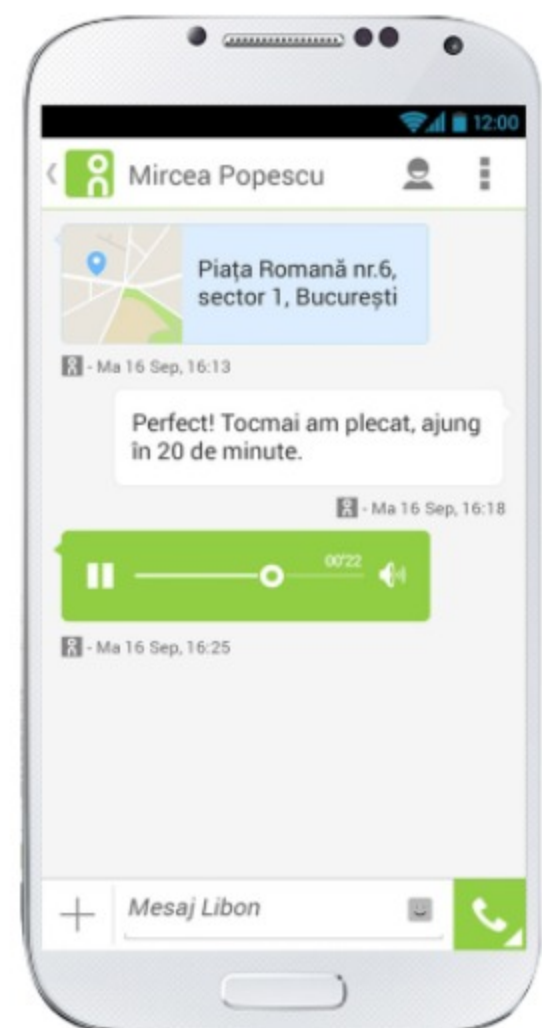 12:00
Mircea Popescu
Piața Romană nr.6,
sector 1, București
- Ma 16 Sep, 16:13
Perfect! Tocmai am plecat, ajung
în 20 de minute.
- Ma 16 Sep, 16:18
00'22
- Ma 16 Sep, 16:25
Mesaj Libon